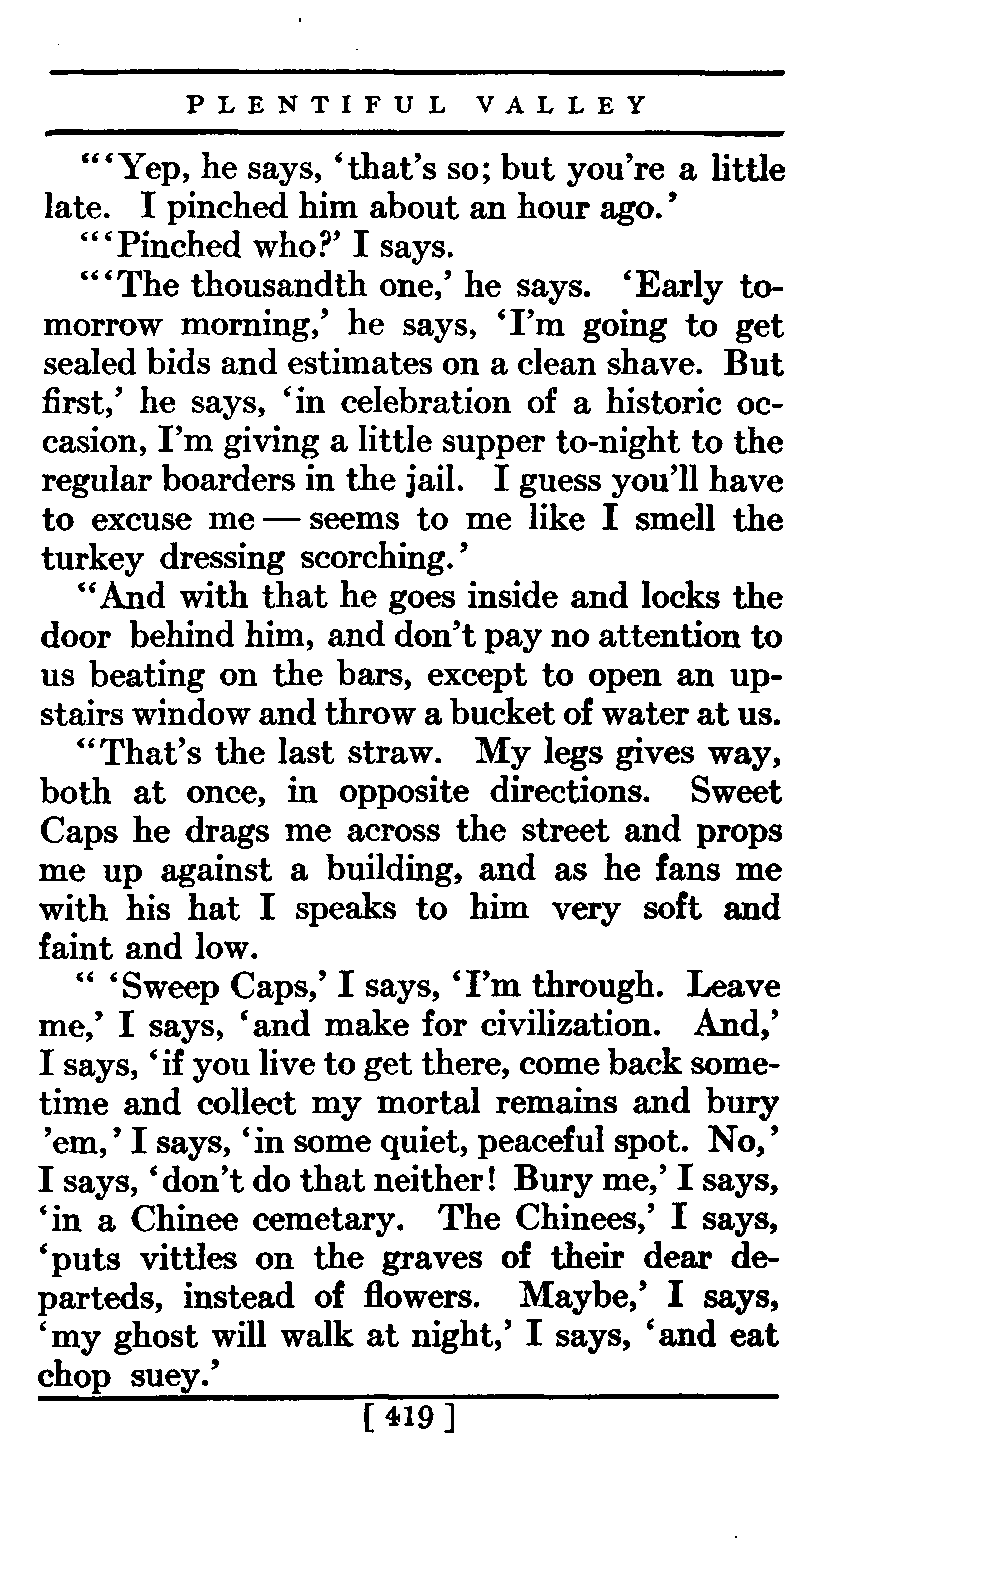 PLENTIFUL VALLEY
“‘Yep, he says, ‘that’s so; but you’re a little
late. I pinched him about an hour ago.’
“‘Pinched who?’ I says.
“‘The thousandth one,’ he says. ‘Early to-
morrow morning,’ he says, ‘I’m going to get
sealed bids and estimates on a clean shave. But
first,’ he says, ‘in celebration of a historic oc-
casion, I’m giving a little supper to-night to the
regular boarders in the jail. I guess you’ll have
to excuse me — seems to me like I smell the
turkey dressing scorching.’
“And with that he goes inside and locks the
door behind him, and don’t pay no attention to
us beating on the bars, except to open an up-
stairs window and throw a bucket of water at us.
“That’s the last straw. My legs gives way,
both at once, in opposite directions. Sweet
Caps he drags me across the street and props
me up against a building, and as he fans me
with his hat I speaks to him very soft and
faint and low.
“ ‘Sweep Caps,’ I says, ‘I’m through. Leave
me,’ I says, ‘and make for civilization. And,’
I says, ‘if you live to get there, come back some-
time and collect my mortal remains and bury
’em,’ I says, ‘in some quiet, peaceful spot. No,’
I says, ‘don’t do that neither! Bury me,’ I says,
‘in a Chinee cemetary. The Chinees,’ I says,
‘puts vittles on the graves of their dear de-
parteds, instead of flowers. Maybe,’ I says,
‘my ghost will walk at night,’ I says, ‘and eat
chop suey.’
[ 419 ]